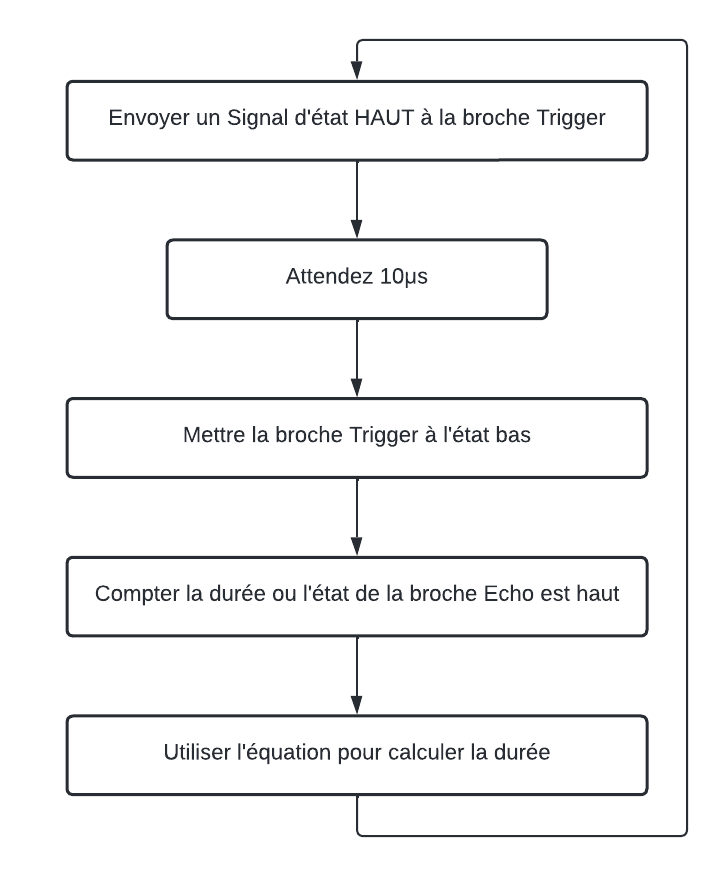 Envoyer un Signal d'état HAUT à la broche Trigger
Attendez 10μs
Mettre la broche Trigger à l'état bas
Compter la durée ou l'état de la broche Echo est haut
Utiliser l'équation pour calculer la durée